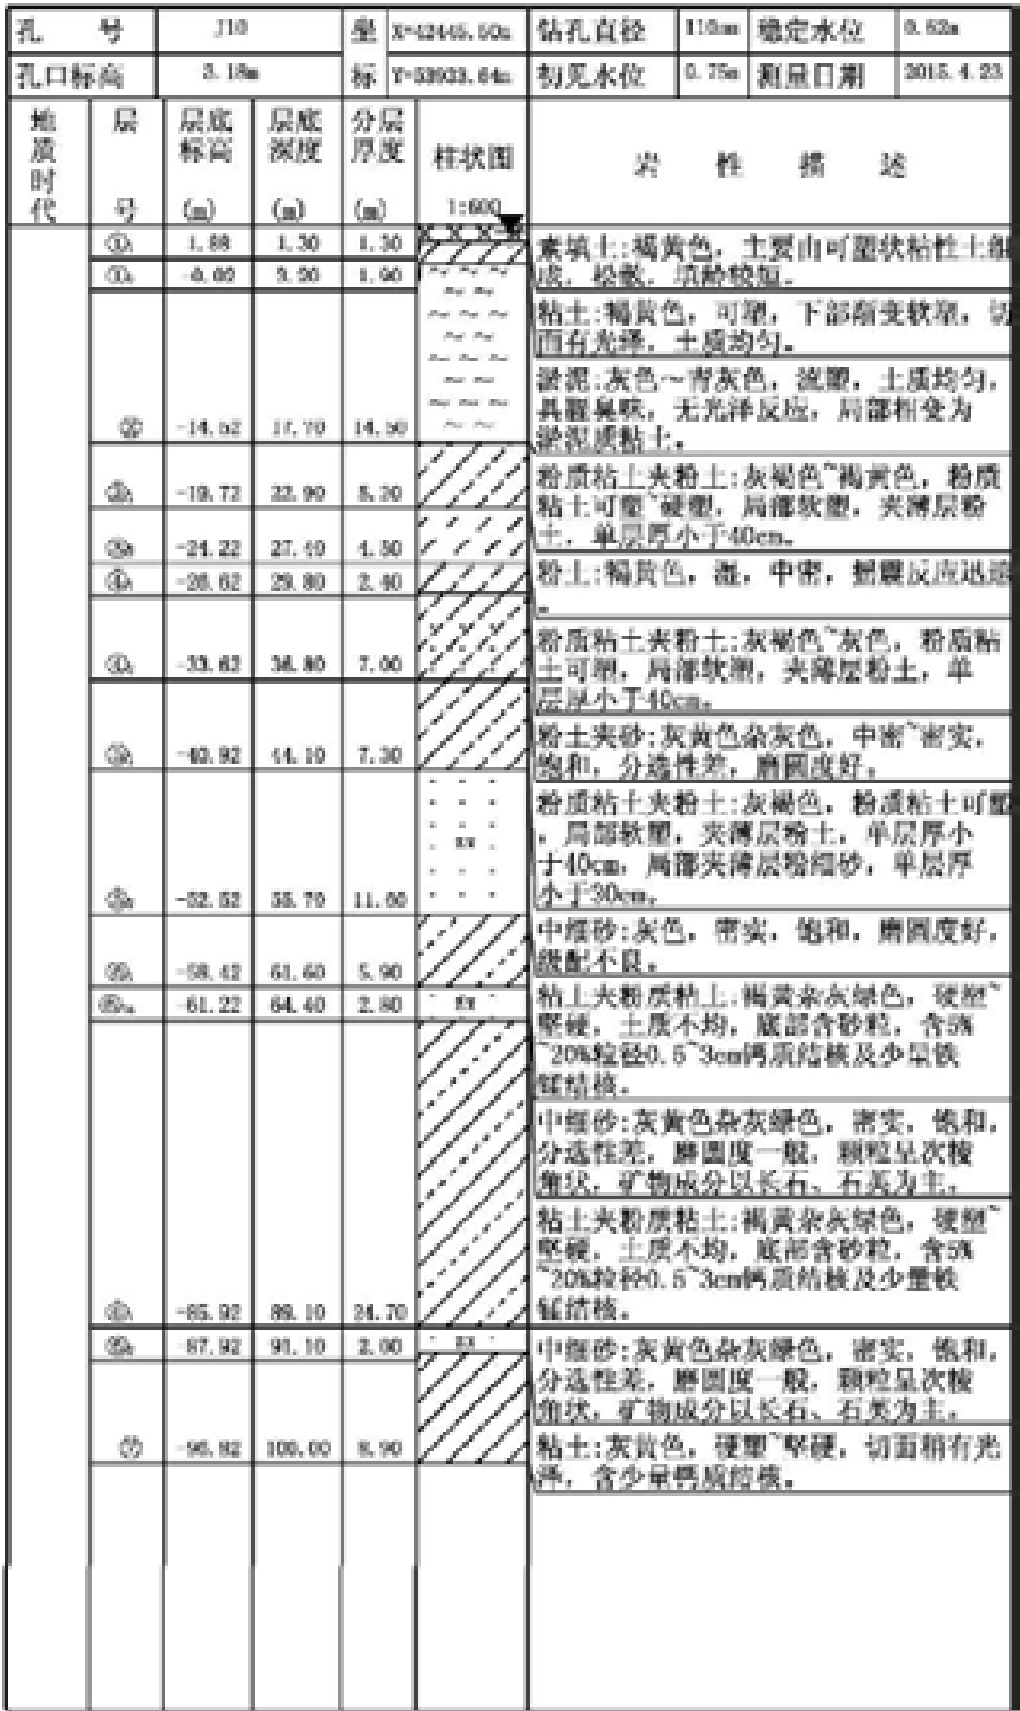 孔 号 J10 坐 X=42445.50m 钻孔直径 110mm 稳定水位 0.52m
孔口标高 3.18m 标 Y=53933.64m 初见水位 0.75m 测量日期 2015.4.23
地质时代 层号 层底标高(m) 层底深度(m) 分层厚度(m) 柱状图 1:600 岩 性 描 述
1.88 1.30 1.30
-0.02 3.20 1.90
-14.52 17.70 14.50
-19.72 22.90 5.20
-24.22 27.40 4.50
-26.62 29.80 2.40
-33.62 36.80 7.00
-40.92 44.10 7.30
-52.52 55.70 11.60
-58.42 61.60 5.90
-61.22 64.40 2.80
-85.92 89.10 24.70
-87.92 91.10 2.00
⑰ -96.82 100.00 8.90
素填土:褐黄色，主要由可塑状粘性土组
成，松散，填龄较短。
粘土:褐黄色，可塑，下部渐变软塑，切
面有光泽，土质均匀。
淤泥:灰色～青灰色，流塑，土质均匀，
具腥臭味，无光泽反应，局部相变为
淤泥质粘土。
粉质粘土夹粉土:灰褐色~褐黄色，粉质
粘土可塑~硬塑，局部软塑，夹薄层粉
土，单层厚小于40cm。
粉土:褐黄色，湿，中密，摇震反应迅速
。
粉质粘土夹粉土:灰褐色~灰色，粉质粘
土可塑，局部软塑，夹薄层粉土，单
层厚小于40cm。
粉土夹砂:灰黄色杂灰色，中密~密实，
饱和，分选性差，磨圆度好。
粉质粘土夹粉土:灰褐色，粉质粘土可塑
，局部软塑，夹薄层粉土，单层厚小
于40cm，局部夹薄层粉细砂，单层厚
小于30cm。
中细砂:灰色，密实，饱和，磨圆度好，
级配不良。
粘土夹粉质粘土:褐黄杂灰绿色，硬塑~
坚硬，土质不均，底部含砂粒，含5%
~20%粒径0.5~3cm钙质结核及少量铁
锰结核。
中细砂:灰黄色杂灰绿色，密实，饱和，
分选性差，磨圆度一般，颗粒呈次棱
角状，矿物成分以长石、石英为主。
粘土夹粉质粘土:褐黄杂灰绿色，硬塑~
坚硬，土质不均，底部含砂粒，含5%
~20%粒径0.5~3cm钙质结核及少量铁
锰结核。
中细砂:灰黄色杂灰绿色，密实，饱和，
分选性差，磨圆度一般，颗粒呈次棱
角状，矿物成分以长石、石英为主。
粘土:灰黄色，硬塑~坚硬，切面稍有光
泽，含少量钙质结核。